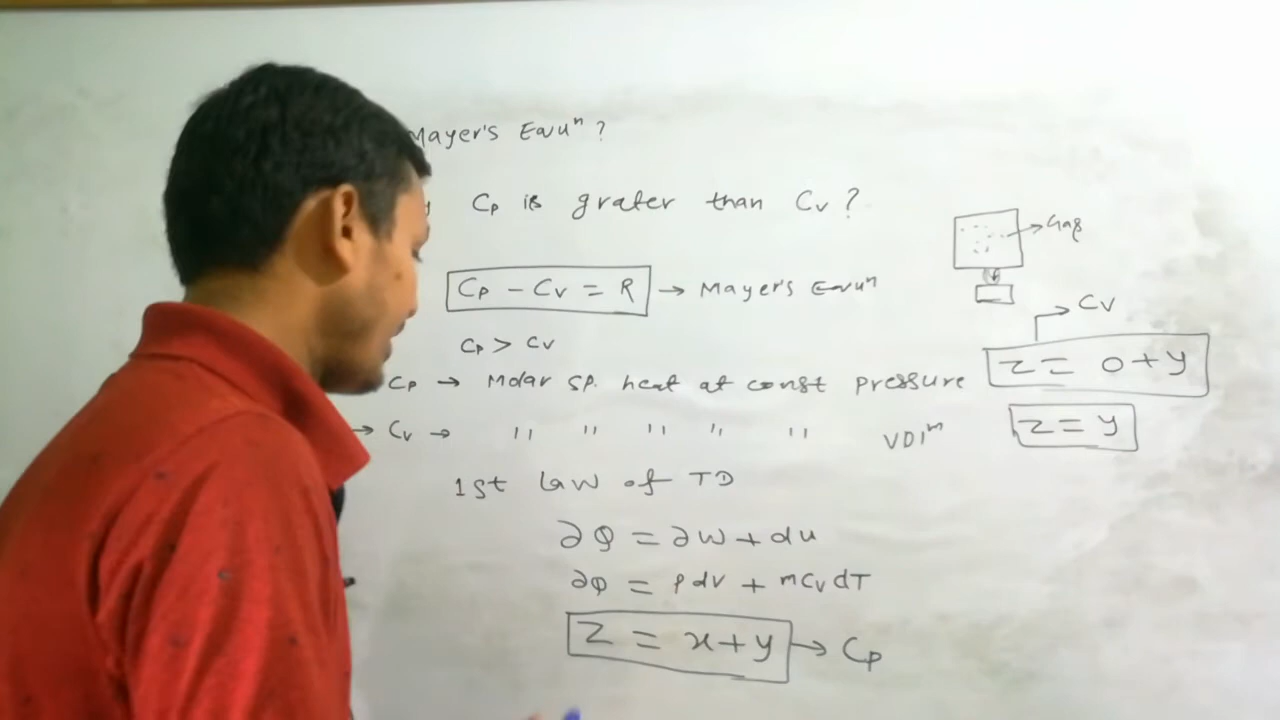 Mayer's Equⁿ ?
Cp is grater than Cv ?
→ Gas
Cp − Cv = R → Mayer's Equⁿ
→ Cv
Cp > Cv
z = 0 + y
Cp → Molar sp. heat at const pressure
z = y
→ Cv → " " " " " VOlᵐ
1st Law of TD
∂Q = ∂w + du
∂Q = pdv + mCvdT
Z = x + y → Cp